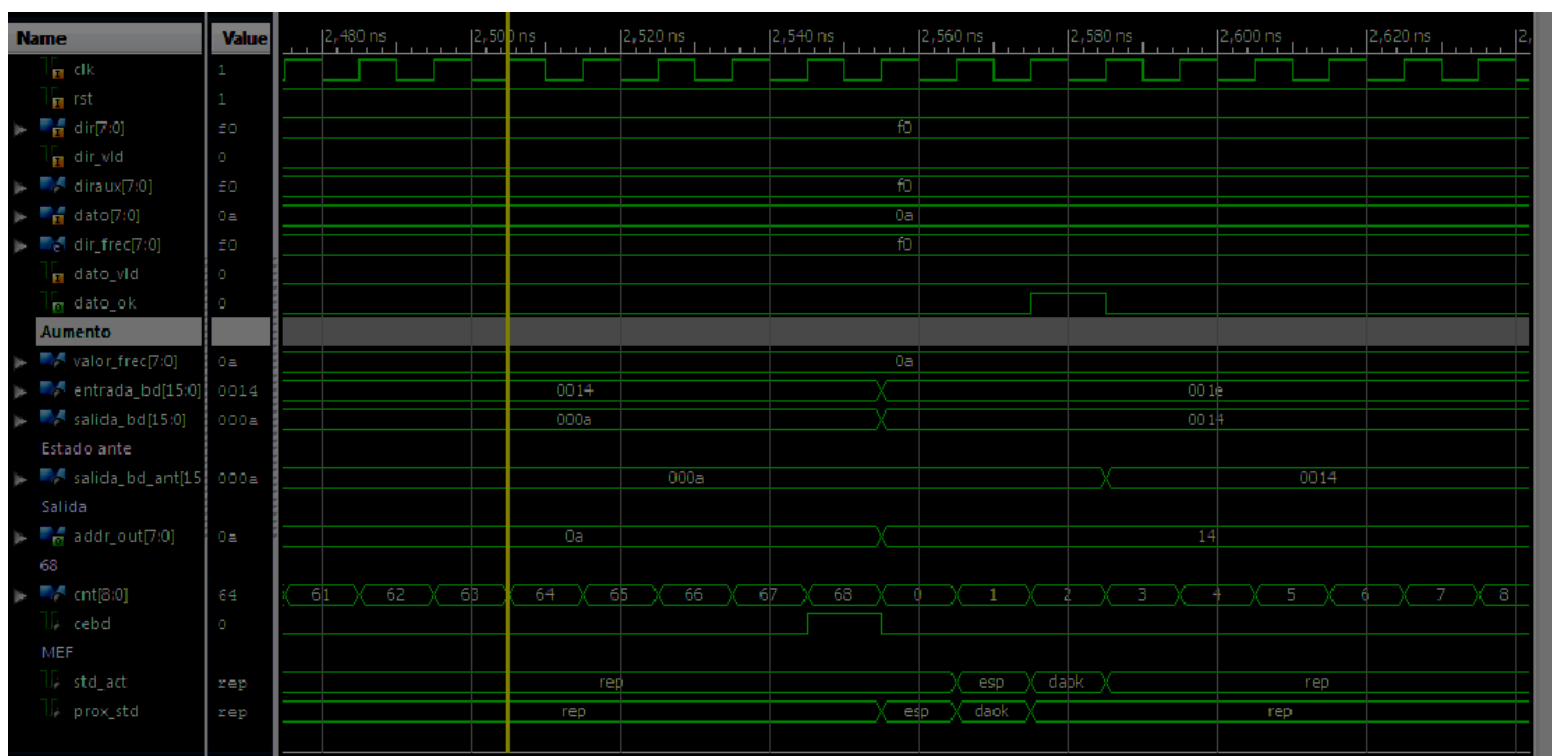 Name Value 2,480 ns 2,500 ns 2,520 ns 2,540 ns 2,560 ns 2,580 ns 2,600 ns 2,620 ns 2,
clk 1
rst 1
dir[7:0] f0 f0
dir_vld 0
diraux[7:0] f0 f0
dato[7:0] 0a 0a
dir_frec[7:0] f0 f0
dato_vld 0
dato_ok 0
Aumento
valor_frec[7:0] 0a 0a
entrada_bd[15:0] 0014 0014 001e
salida_bd[15:0] 000a 000a 0014
Estado ante
salida_bd_ant[15 000a 000a 0014
Salida
addr_out[7:0] 0a 0a 14
68
cnt[8:0] 64 61 62 63 64 65 66 67 68 0 1 2 3 4 5 6 7 8
cebd 0
MEF
std_act rep rep esp daok rep
prox_std rep rep esp daok rep